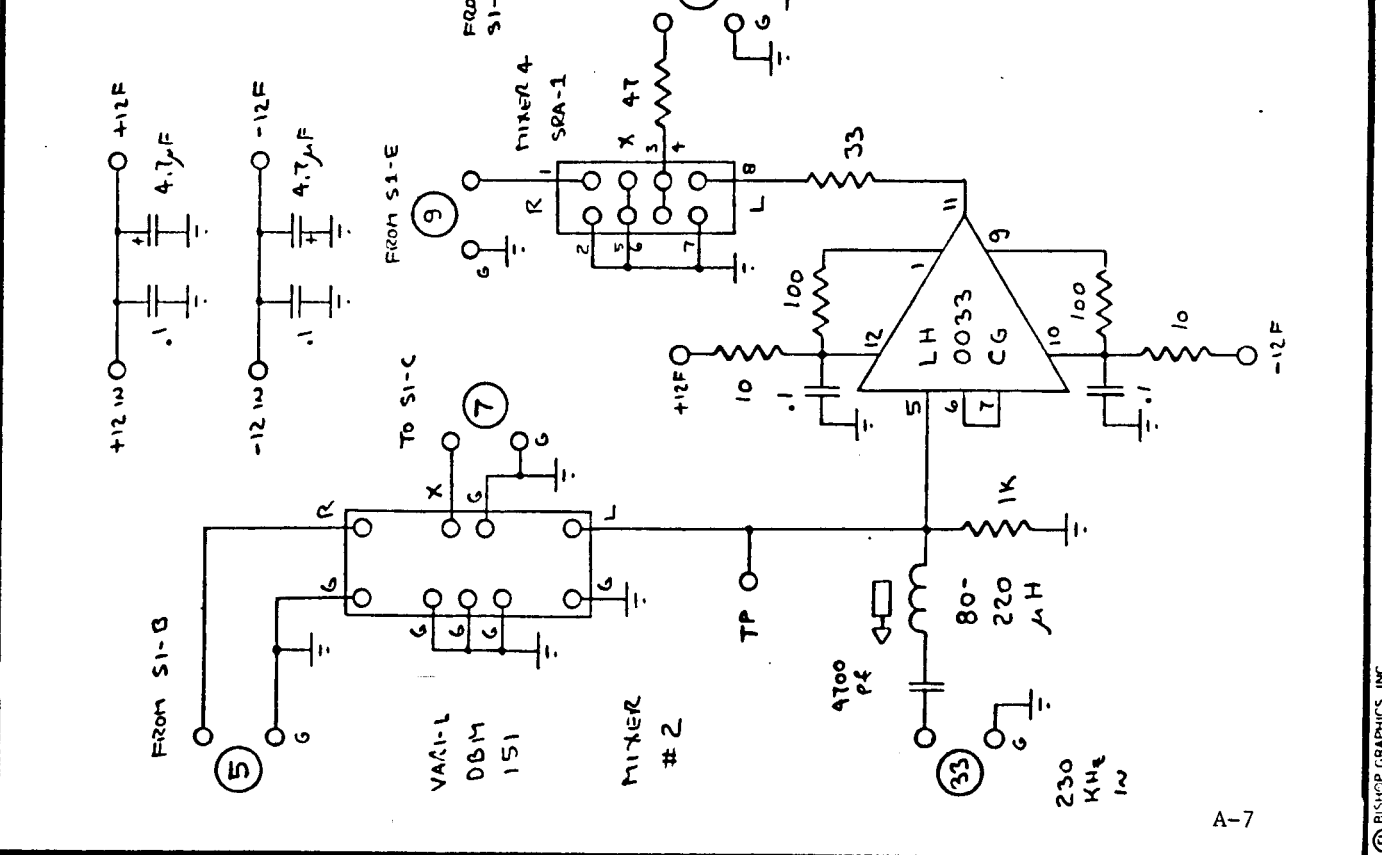 FROM S1-B
5
G
R
G
G
G
G
X
G
L
G
VARI-L
DBM
151
MIXER
#2
TO S1-C
7
G
+12 IN
.1
4.7µF
+
+12F
-12 IN
.1
4.7µF
+
-12F
FROM S1-E
9
G
MIXER 4
SRA-1
R
X
L
1
2
3
4
5
6
7
8
47
G
33
11
LH
0033
CG
1
9
12
10
5
6
7
100
100
10
10
+12F
-12F
.1
.1
TP
1K
80-
220
µH
4700
Pf
33
G
230
KHz
IN
A-7
© BISHOP GRAPHICS, INC.